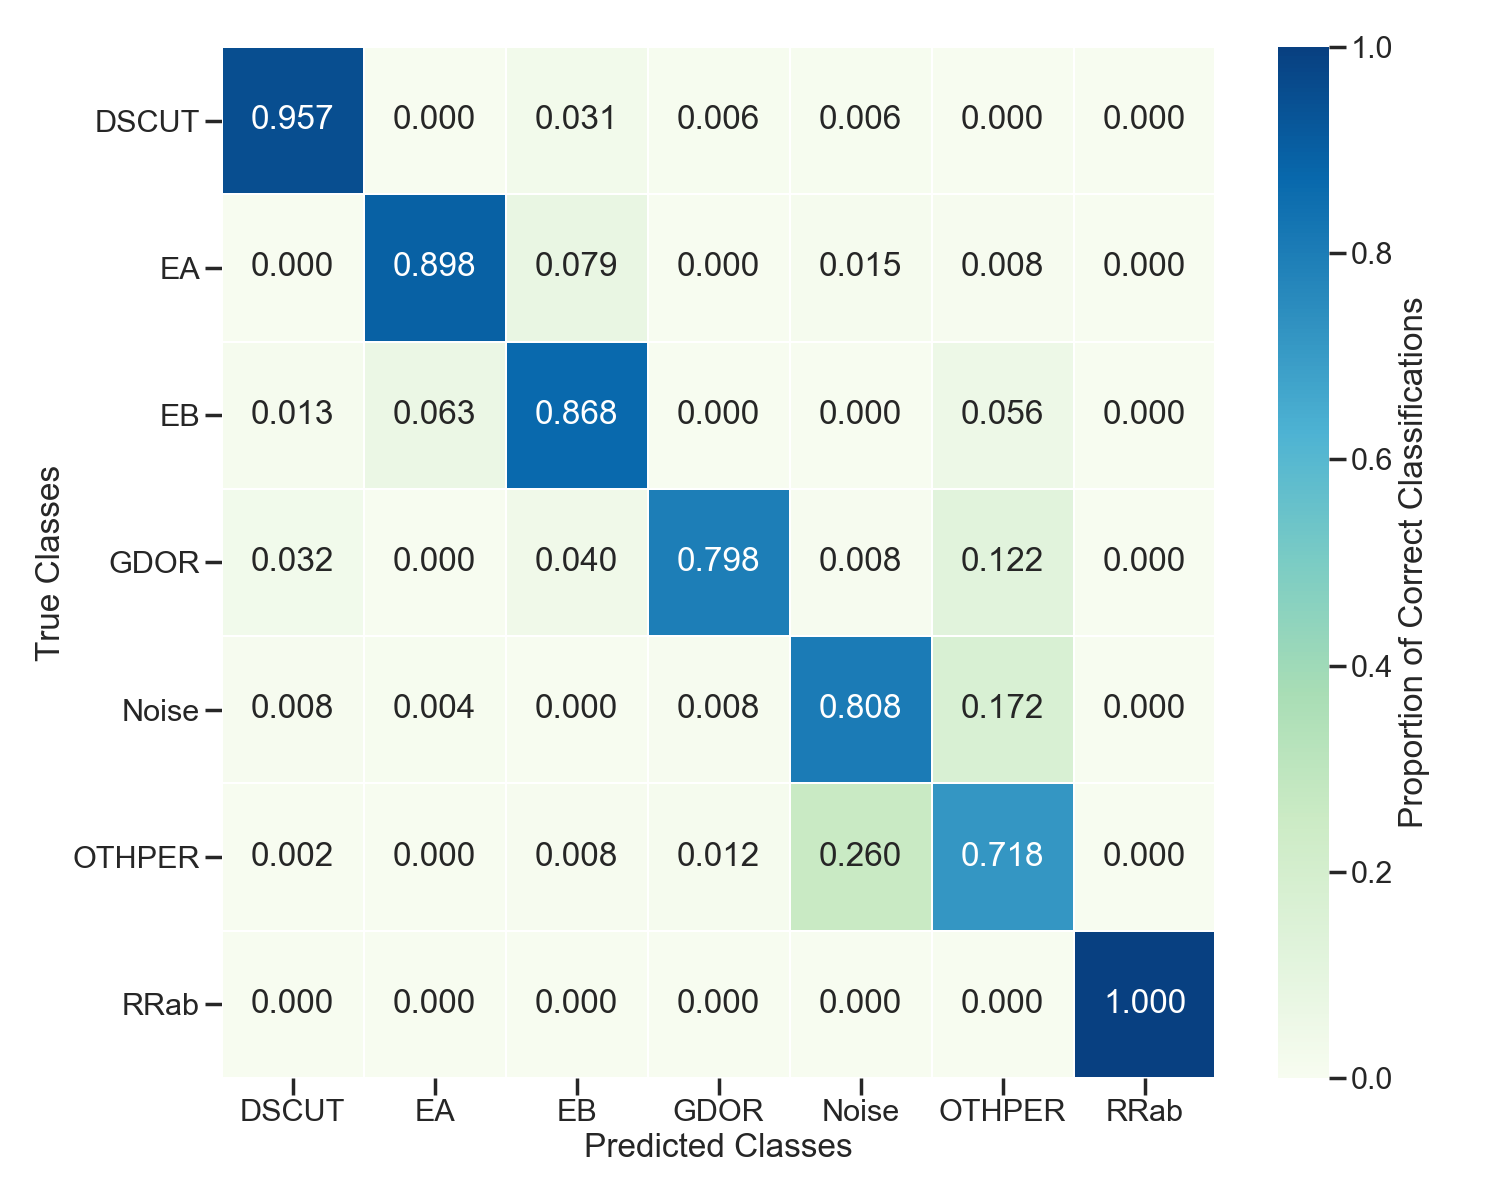 DSCUT 0.957 0.000 0.031 0.006 0.006 0.000 0.000
EA 0.000 0.898 0.079 0.000 0.015 0.008 0.000
EB 0.013 0.063 0.868 0.000 0.000 0.056 0.000
GDOR 0.032 0.000 0.040 0.798 0.008 0.122 0.000
Noise 0.008 0.004 0.000 0.008 0.808 0.172 0.000
OTHPER 0.002 0.000 0.008 0.012 0.260 0.718 0.000
RRab 0.000 0.000 0.000 0.000 0.000 0.000 1.000
DSCUT EA EB GDOR Noise OTHPER RRab
Predicted Classes
True Classes
1.0
0.8
0.6
0.4
0.2
0.0
Proportion of Correct Classifications